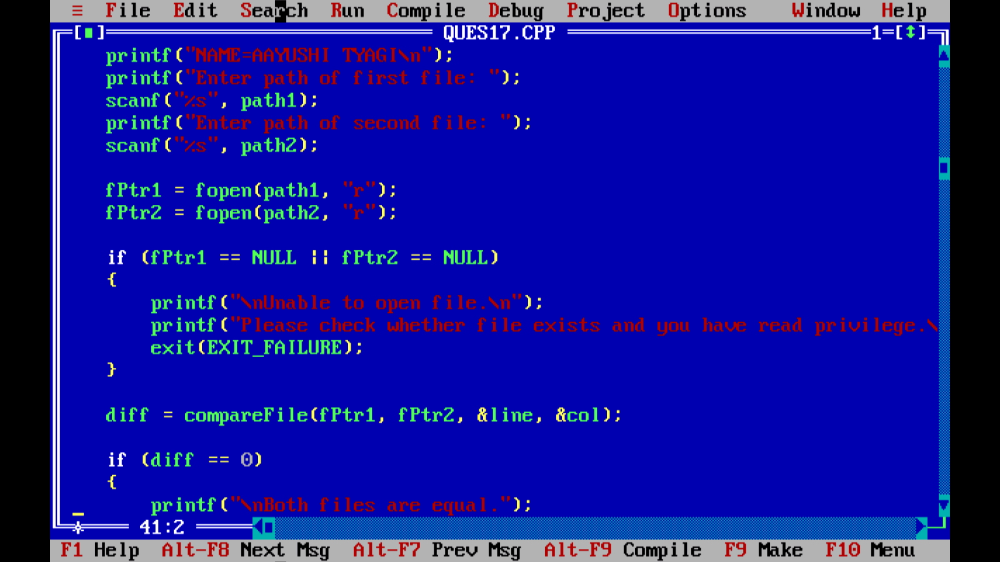 ≡ File Edit Search Run Compile Debug Project Options Window Help
[■] QUES17.CPP 1=[↕]
printf("NAME=AAYUSHI TYAGI\n");
printf("Enter path of first file: ");
scanf("%s", path1);
printf("Enter path of second file: ");
scanf("%s", path2);
fPtr1 = fopen(path1, "r");
fPtr2 = fopen(path2, "r");
if (fPtr1 == NULL || fPtr2 == NULL)
{
printf("\nUnable to open file.\n");
printf("Please check whether file exists and you have read privilege.\
exit(EXIT_FAILURE);
}
diff = compareFile(fPtr1, fPtr2, &line, &col);
if (diff == 0)
{
printf("\nBoth files are equal.");
41:2
F1 Help Alt-F8 Next Msg Alt-F7 Prev Msg Alt-F9 Compile F9 Make F10 Menu